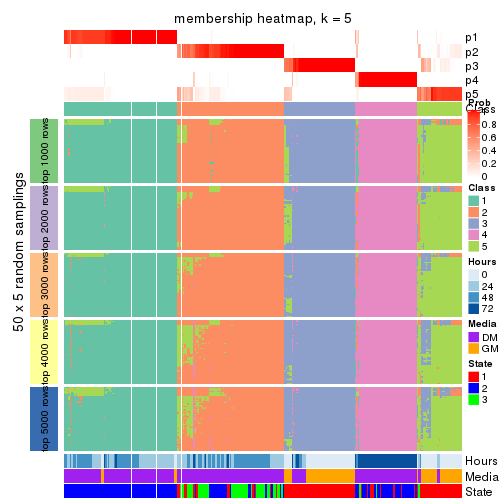 membership heatmap, k = 5
p1
p2
p3
p4
p5
Class
50 x 5 random samplings
top 1000 rows
top 2000 rows
top 3000 rows
top 4000 rows
top 5000 rows
Hours
Media
State
Prob
1
0.8
0.6
0.4
0.2
0
Class
1
2
3
4
5
Hours
0
24
48
72
Media
DM
GM
State
1
2
3